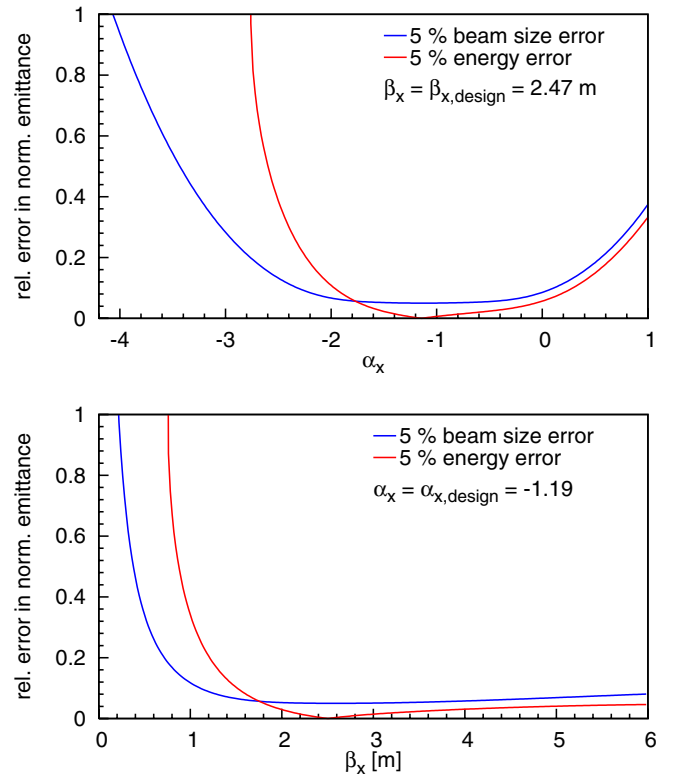 1
0.8
0.6
0.4
0.2
0
rel. error in norm. emittance
5 % beam size error
5 % energy error
βx = βx,design = 2.47 m
-4 -3 -2 -1 0 1
αx
1
0.8
0.6
0.4
0.2
0
rel. error in norm. emittance
5 % beam size error
5 % energy error
αx = αx,design = -1.19
0 1 2 3 4 5 6
βx [m]